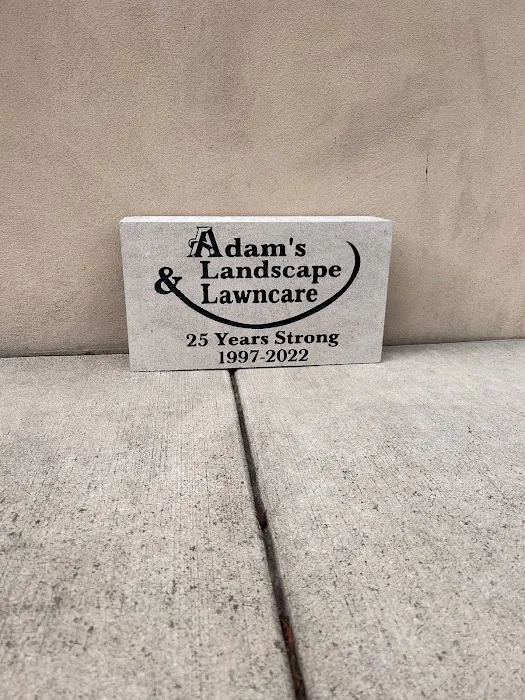 Adam's
Landscape
& Lawncare
25 Years Strong
1997-2022